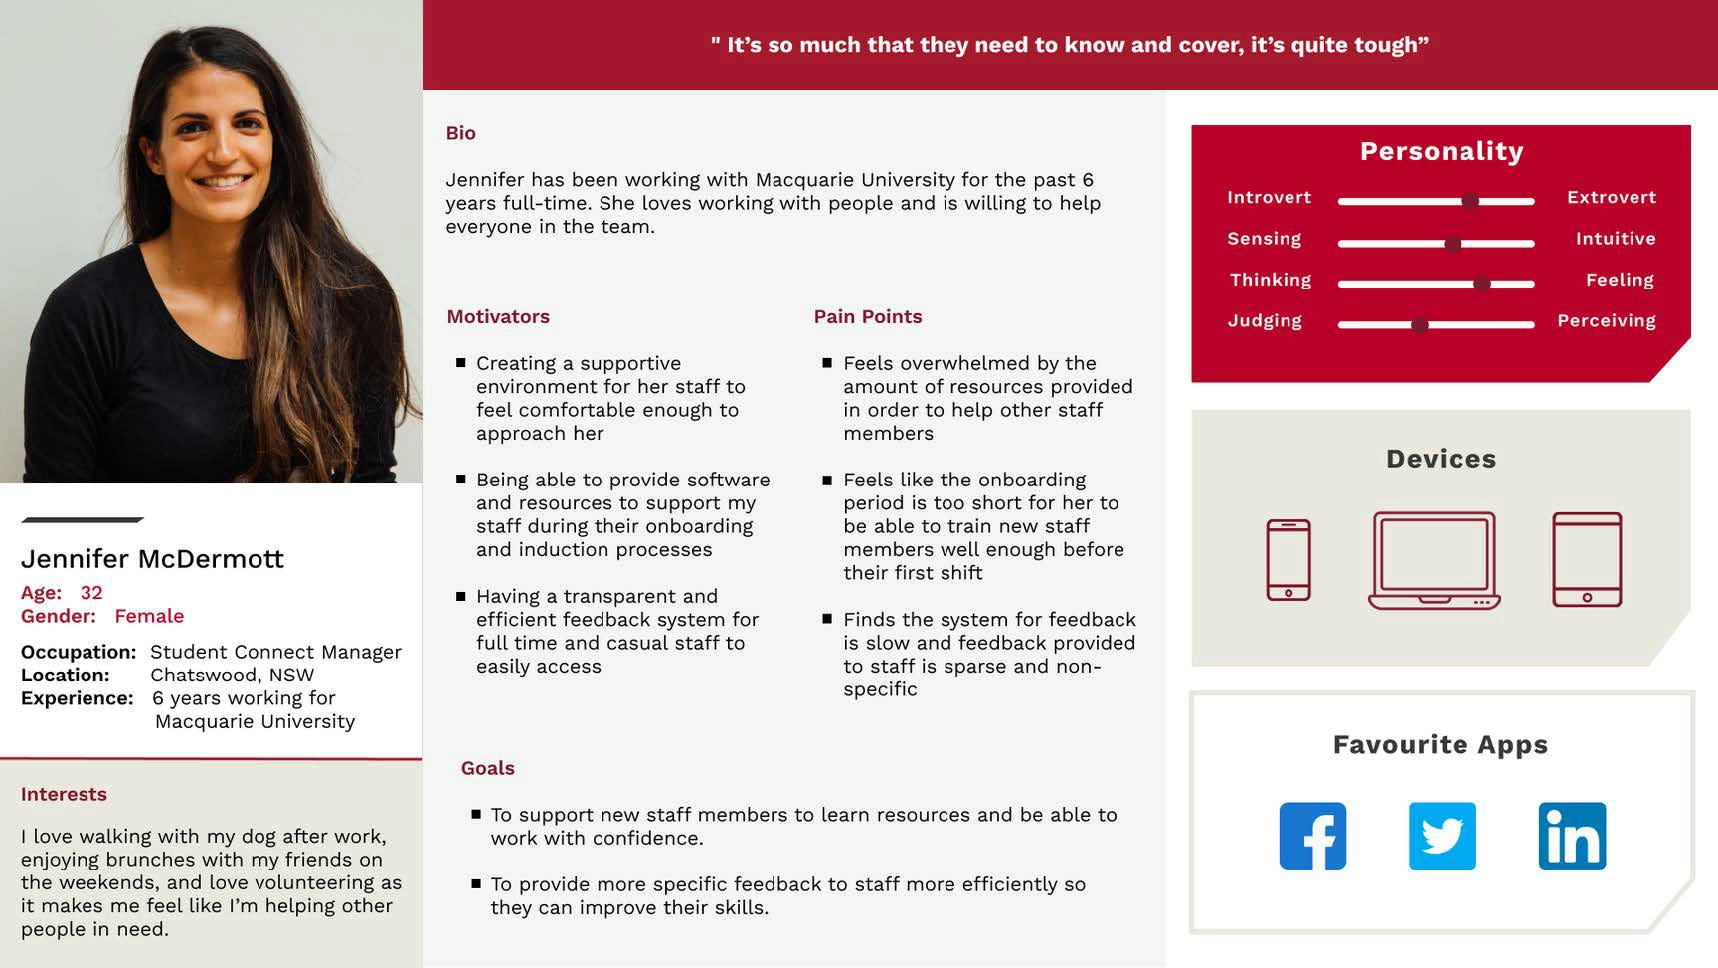 " It’s so much that they need to know and cover, it’s quite tough”
Jennifer McDermott
Age: 32
Gender: Female
Occupation: Student Connect Manager
Location: Chatswood, NSW
Experience: 6 years working for
Macquarie University
Interests
I love walking with my dog after work,
enjoying brunches with my friends on
the weekends, and love volunteering as
it makes me feel like I’m helping other
people in need.
Bio
Jennifer has been working with Macquarie University for the past 6
years full-time. She loves working with people and is willing to help
everyone in the team.
Motivators
▪ Creating a supportive
environment for her staff to
feel comfortable enough to
approach her
▪ Being able to provide software
and resources to support my
staff during their onboarding
and induction processes
▪ Having a transparent and
efficient feedback system for
full time and casual staff to
easily access
Pain Points
▪ Feels overwhelmed by the
amount of resources provided
in order to help other staff
members
▪ Feels like the onboarding
period is too short for her to
be able to train new staff
members well enough before
their first shift
▪ Finds the system for feedback
is slow and feedback provided
to staff is sparse and non-
specific
Goals
▪ To support new staff members to learn resources and be able to
work with confidence.
▪ To provide more specific feedback to staff more efficiently so
they can improve their skills.
Personality
Introvert Extrovert
Sensing Intuitive
Thinking Feeling
Judging Perceiving
Devices
Favourite Apps
f
in